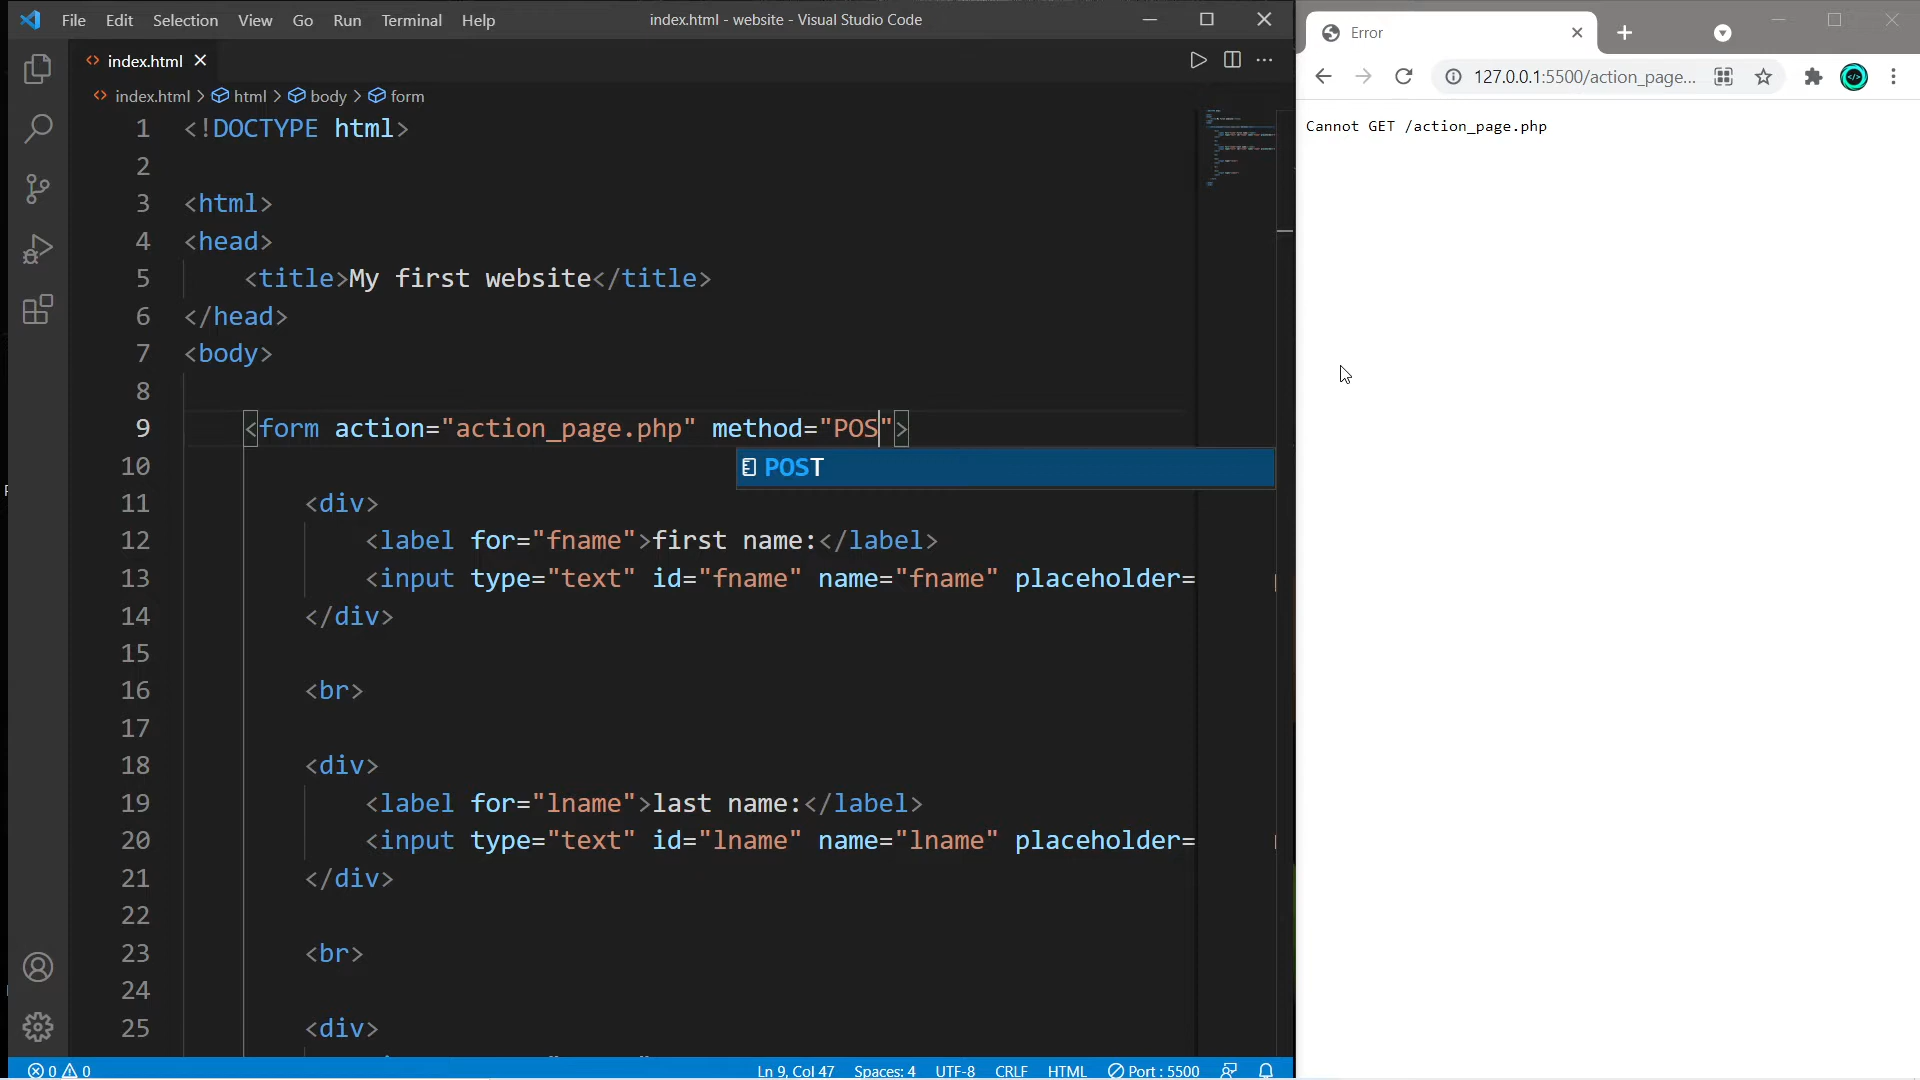 File Edit Selection View Go Run Terminal Help
index.html - website - Visual Studio Code
index.html
index.html > html > body > form
1 <!DOCTYPE html>
2
3 <html>
4 <head>
5 <title>My first website</title>
6 </head>
7 <body>
8
9 <form action="action_page.php" method="POS">
POST
10
11 <div>
12 <label for="fname">first name:</label>
13 <input type="text" id="fname" name="fname" placeholder=
14 </div>
15
16 <br>
17
18 <div>
19 <label for="lname">last name:</label>
20 <input type="text" id="lname" name="lname" placeholder=
21 </div>
22
23 <br>
24
25 <div>
0 0
Ln 9, Col 47 Spaces: 4 UTF-8 CRLF HTML Port : 5500
Error
127.0.0.1:5500/action_page...
Cannot GET /action_page.php